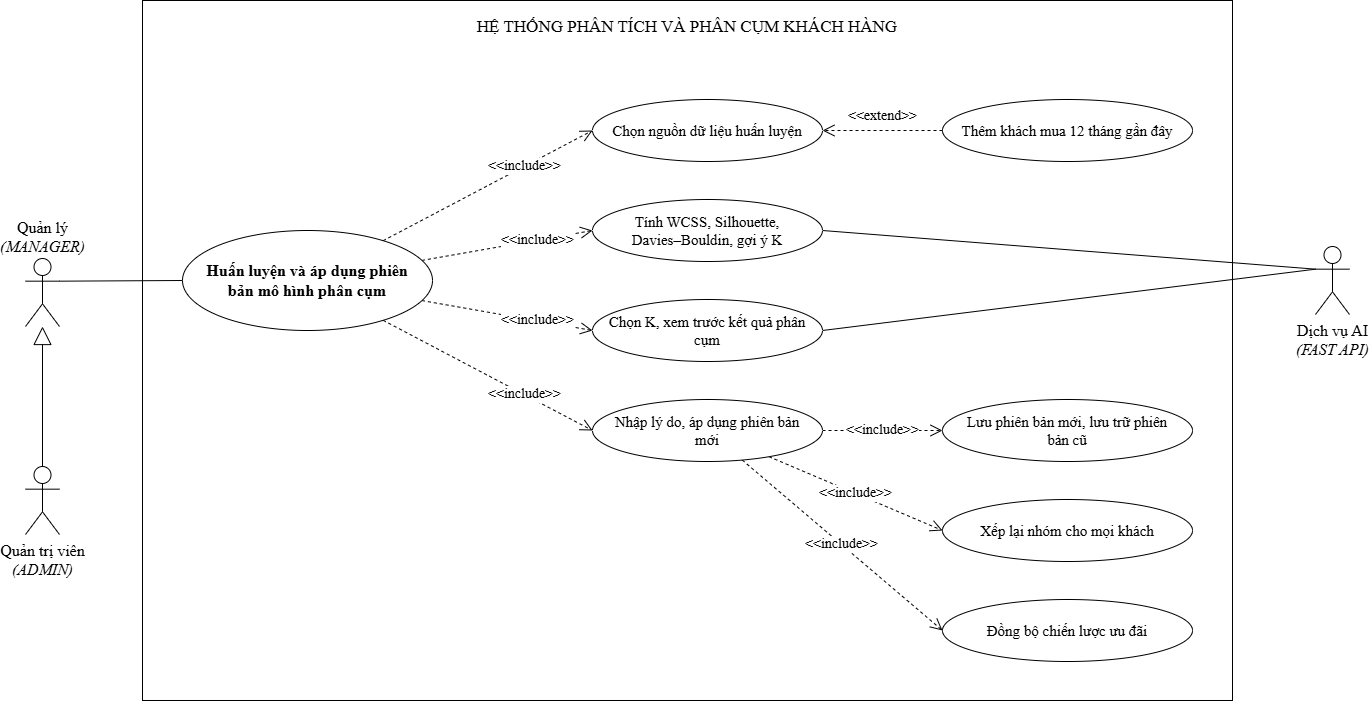 HỆ THỐNG PHÂN TÍCH VÀ PHÂN CỤM KHÁCH HÀNG
Chọn nguồn dữ liệu huấn luyện
<<extend>>
Thêm khách mua 12 tháng gần đây
<<include>>
Quản lý
(MANAGER)
Tính WCSS, Silhouette,
Davies–Bouldin, gợi ý K
<<include>>
Huấn luyện và áp dụng phiên
bản mô hình phân cụm
<<include>>
Chọn K, xem trước kết quả phân
cụm
Dịch vụ AI
(FAST API)
<<include>>
Nhập lý do, áp dụng phiên bản
mới
<<include>>
Lưu phiên bản mới, lưu trữ phiên
bản cũ
<<include>>
Xếp lại nhóm cho mọi khách
<<include>>
Quản trị viên
(ADMIN)
Đồng bộ chiến lược ưu đãi